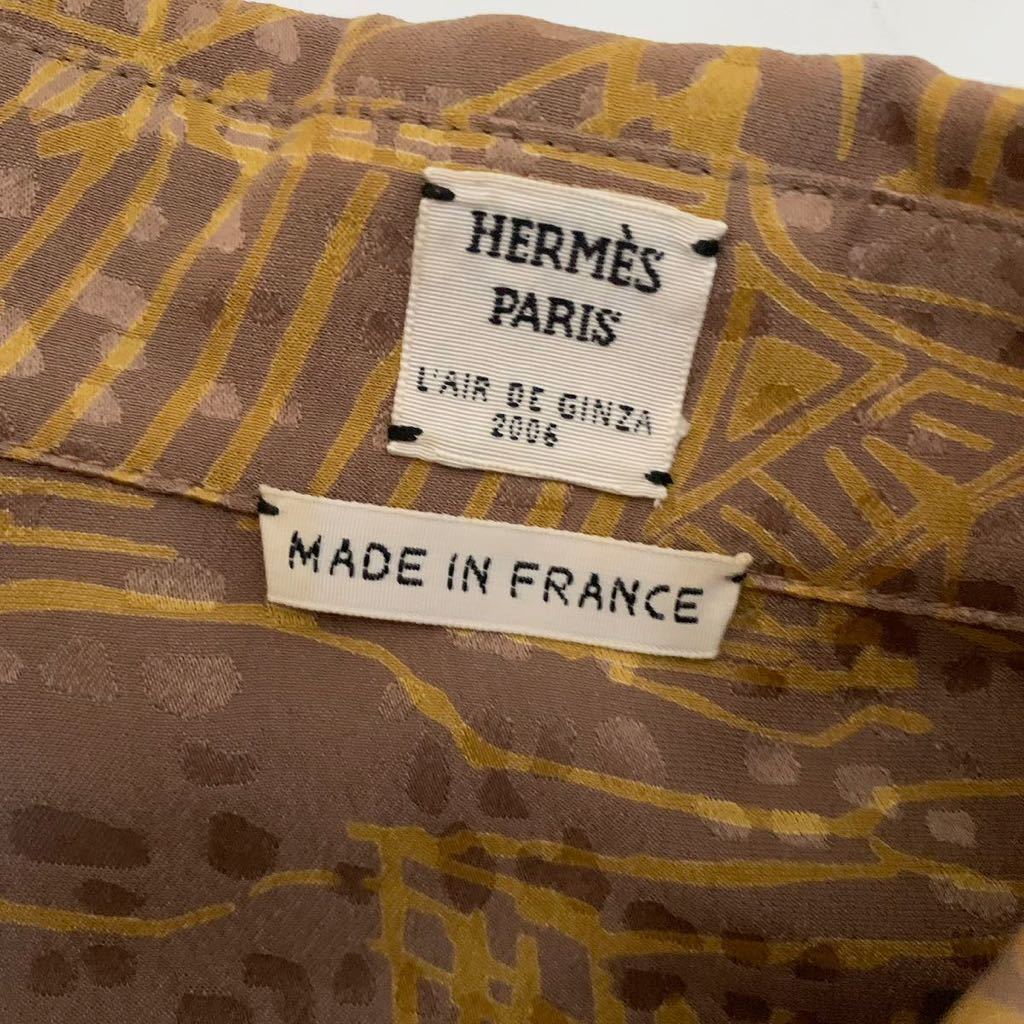 HERMÈS
PARIS
L'AIR DE GINZA
2006
MADE IN FRANCE